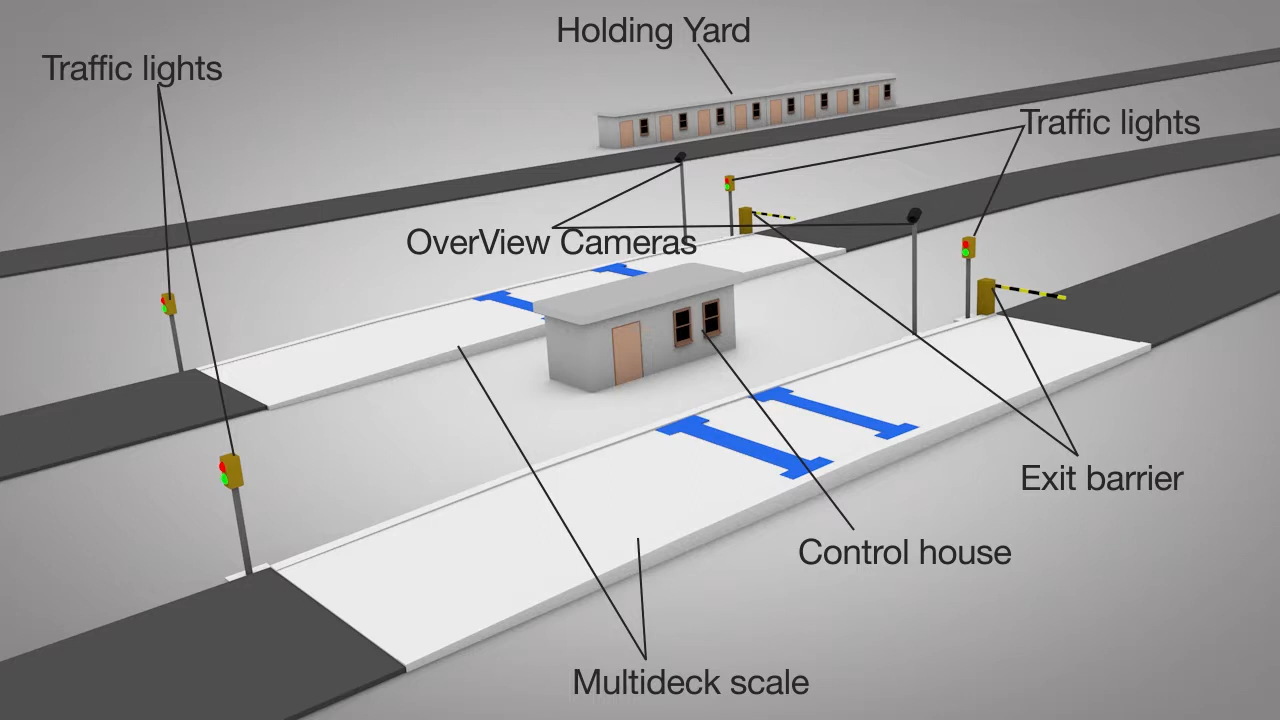 Holding Yard
Traffic lights
Traffic lights
OverView Cameras
Exit barrier
Control house
Multideck scale